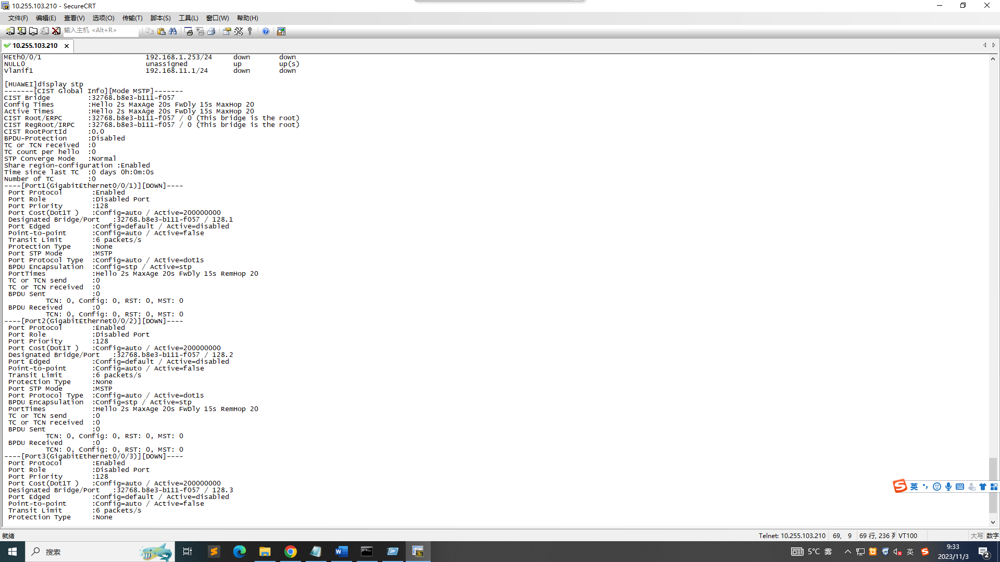 10.255.103.210 - SecureCRT
文件(F) 编辑(E) 查看(V) 选项(O) 传输(T) 脚本(S) 工具(L) 窗口(W) 帮助(H)
输入主机 <Alt+R>
10.255.103.210
MEth0/0/1 192.168.1.253/24 down down
NULL0 unassigned up up(s)
Vlanif1 192.168.11.1/24 down down
[HUAWEI]display stp
-------[CIST Global Info][Mode MSTP]-------
CIST Bridge :32768.b8e3-b111-f057
Config Times :Hello 2s MaxAge 20s FwDly 15s MaxHop 20
Active Times :Hello 2s MaxAge 20s FwDly 15s MaxHop 20
CIST Root/ERPC :32768.b8e3-b111-f057 / 0 (This bridge is the root)
CIST RegRoot/IRPC :32768.b8e3-b111-f057 / 0 (This bridge is the root)
CIST RootPortId :0.0
BPDU-Protection :Disabled
TC or TCN received :0
TC count per hello :0
STP Converge Mode :Normal
Share region-configuration :Enabled
Time since last TC :0 days 0h:0m:0s
Number of TC :0
----[Port1(GigabitEthernet0/0/1)][DOWN]----
Port Protocol :Enabled
Port Role :Disabled Port
Port Priority :128
Port Cost(Dot1T ) :Config=auto / Active=200000000
Designated Bridge/Port :32768.b8e3-b111-f057 / 128.1
Port Edged :Config=default / Active=disabled
Point-to-point :Config=auto / Active=false
Transit Limit :6 packets/s
Protection Type :None
Port STP Mode :MSTP
Port Protocol Type :Config=auto / Active=dot1s
BPDU Encapsulation :Config=stp / Active=stp
PortTimes :Hello 2s MaxAge 20s FwDly 15s RemHop 20
TC or TCN send :0
TC or TCN received :0
BPDU Sent :0
TCN: 0, Config: 0, RST: 0, MST: 0
BPDU Received :0
TCN: 0, Config: 0, RST: 0, MST: 0
----[Port2(GigabitEthernet0/0/2)][DOWN]----
Port Protocol :Enabled
Port Role :Disabled Port
Port Priority :128
Port Cost(Dot1T ) :Config=auto / Active=200000000
Designated Bridge/Port :32768.b8e3-b111-f057 / 128.2
Port Edged :Config=default / Active=disabled
Point-to-point :Config=auto / Active=false
Transit Limit :6 packets/s
Protection Type :None
Port STP Mode :MSTP
Port Protocol Type :Config=auto / Active=dot1s
BPDU Encapsulation :Config=stp / Active=stp
PortTimes :Hello 2s MaxAge 20s FwDly 15s RemHop 20
TC or TCN send :0
TC or TCN received :0
BPDU Sent :0
TCN: 0, Config: 0, RST: 0, MST: 0
BPDU Received :0
TCN: 0, Config: 0, RST: 0, MST: 0
----[Port3(GigabitEthernet0/0/3)][DOWN]----
Port Protocol :Enabled
Port Role :Disabled Port
Port Priority :128
Port Cost(Dot1T ) :Config=auto / Active=200000000
Designated Bridge/Port :32768.b8e3-b111-f057 / 128.3
Port Edged :Config=default / Active=disabled
Point-to-point :Config=auto / Active=false
Transit Limit :6 packets/s
Protection Type :None
英
就绪 Telnet: 10.255.103.210 69, 9 69 行, 236 列 VT100 大写 数字
搜索 5°C 雾 英 9:33
2023/11/3 2